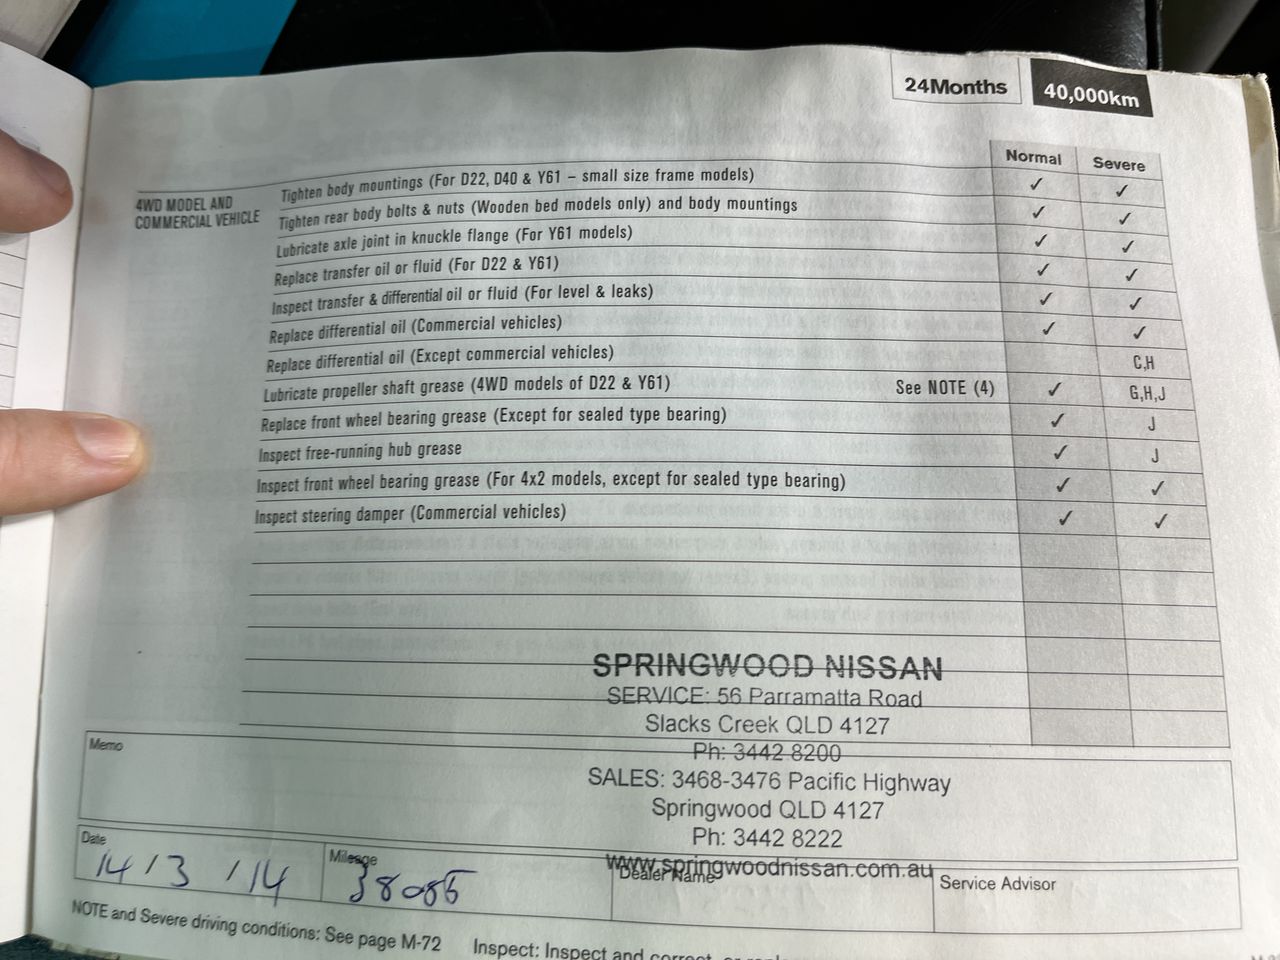 24Months 40,000km
Normal Severe
4WD MODEL AND
COMMERCIAL VEHICLE
Tighten body mountings (For D22, D40 & Y61 – small size frame models) ✓ ✓
Tighten rear body bolts & nuts (Wooden bed models only) and body mountings ✓ ✓
Lubricate axle joint in knuckle flange (For Y61 models) ✓ ✓
Replace transfer oil or fluid (For D22 & Y61) ✓ ✓
Inspect transfer & differential oil or fluid (For level & leaks) ✓ ✓
Replace differential oil (Commercial vehicles) ✓ ✓
Replace differential oil (Except commercial vehicles) C,H
Lubricate propeller shaft grease (4WD models of D22 & Y61) See NOTE (4) ✓ G,H,J
Replace front wheel bearing grease (Except for sealed type bearing) ✓ J
Inspect free-running hub grease ✓ J
Inspect front wheel bearing grease (For 4x2 models, except for sealed type bearing) ✓ ✓
Inspect steering damper (Commercial vehicles) ✓ ✓
SPRINGWOOD NISSAN
SERVICE: 56 Parramatta Road
Slacks Creek QLD 4127
Ph: 3442 8200
SALES: 3468-3476 Pacific Highway
Springwood QLD 4127
Ph: 3442 8222
www.springwoodnissan.com.au
Memo
Date 14/3/14
Mileage 38085
Dealer Name
Service Advisor
NOTE and Severe driving conditions: See page M-72 Inspect: Inspect and correct, or